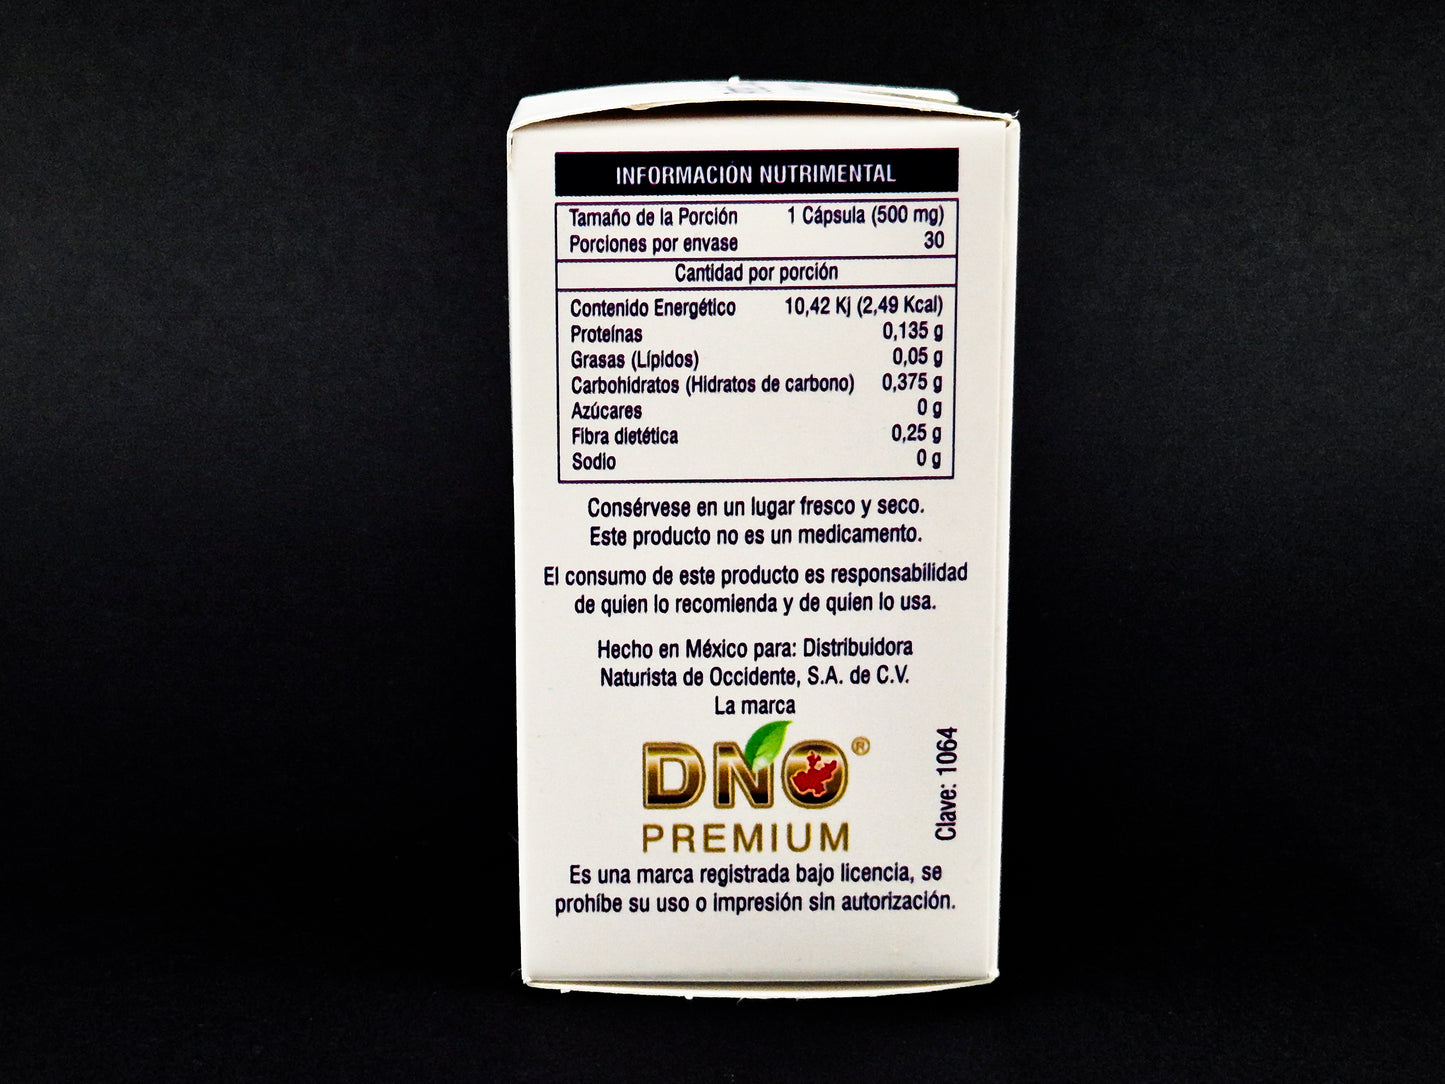 INFORMACIÓN NUTRIMENTAL
Tamaño de la Porción 1 Cápsula (500 mg)
Porciones por envase 30
Cantidad por porción
Contenido Energético 10,42 Kj (2,49 Kcal)
Proteínas 0,135 g
Grasas (Lípidos) 0,05 g
Carbohidratos (Hidratos de carbono) 0,375 g
Azúcares 0 g
Fibra dietética 0,25 g
Sodio 0 g
Consérvese en un lugar fresco y seco.
Este producto no es un medicamento.
El consumo de este producto es responsabilidad
de quien lo recomienda y de quien lo usa.
Hecho en México para: Distribuidora
Naturista de Occidente, S.A. de C.V.
La marca
DNO®
PREMIUM
Clave: 1064
Es una marca registrada bajo licencia, se
prohíbe su uso o impresión sin autorización.